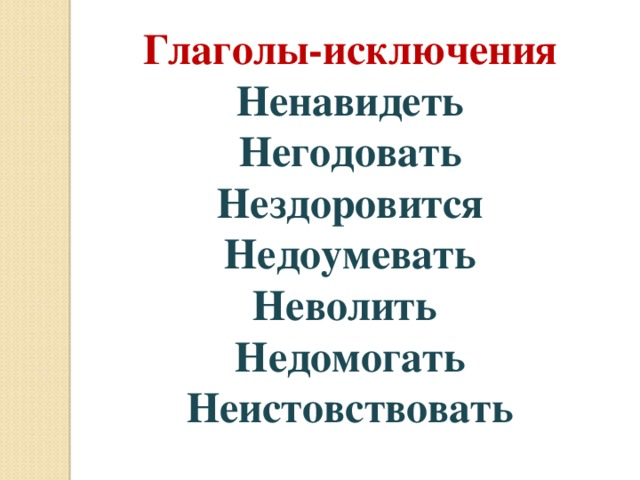 Глаголы-исключения
Ненавидеть
Негодовать
Нездоровится
Недоумевать
Неволить
Недомогать
Неистовствовать